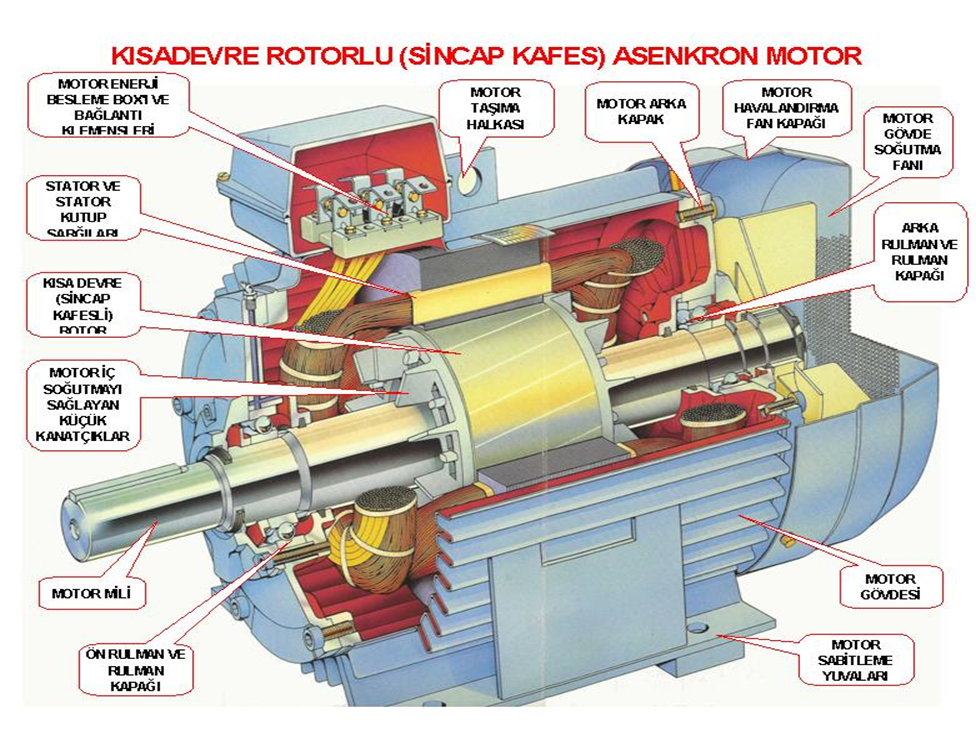 KISADEVRE ROTORLU (SİNCAP KAFES) ASENKRON MOTOR
MOTOR ENERJİ
BESLEME BOX'I VE
BAĞLANTI
KLEMENSLERİ
MOTOR
TAŞIMA
HALKASI
MOTOR ARKA
KAPAK
MOTOR
HAVALANDIRMA
FAN KAPAĞI
MOTOR
GÖVDE
SOĞUTMA
FANI
STATOR VE
STATOR
KUTUP
SARGILARI
ARKA
RULMAN VE
RULMAN
KAPAĞI
KISA DEVRE
(SİNCAP
KAFESLİ)
ROTOR
MOTOR İÇ
SOĞUTMAYI
SAĞLAYAN
KÜÇÜK
KANATÇIKLAR
MOTOR MİLİ
MOTOR
GÖVDESİ
ÖN RULMAN VE
RULMAN
KAPAĞI
MOTOR
SABİTLEME
YUVALARI